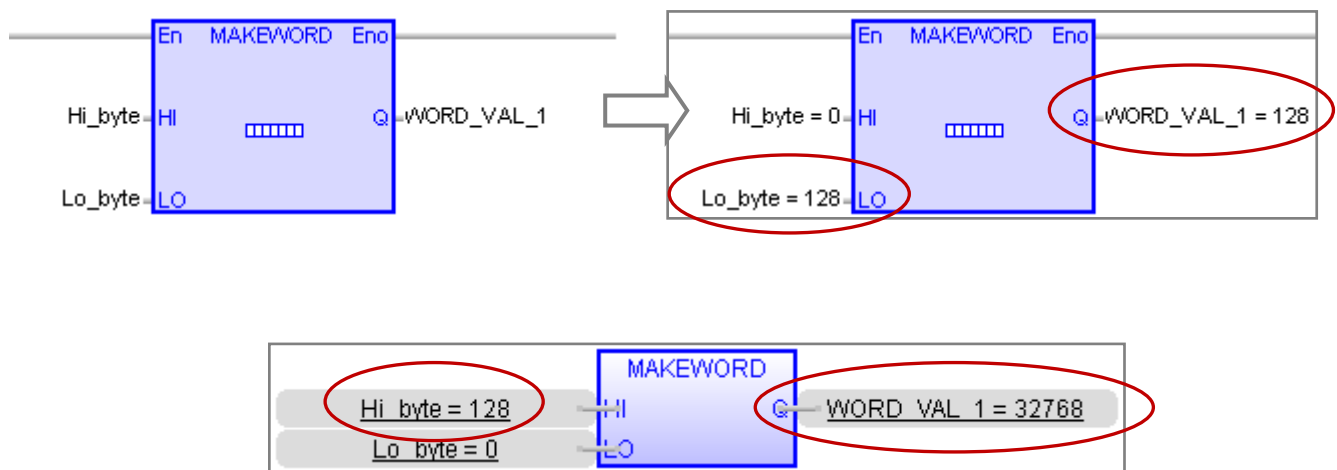 En MAKEWORD Eno
Hi_byte HI Q WORD_VAL_1
Lo_byte LO
En MAKEWORD Eno
Hi_byte = 0 HI Q WORD_VAL_1 = 128
Lo_byte = 128 LO
MAKEWORD
Hi_byte = 128 HI Q WORD_VAL_1 = 32768
Lo_byte = 0 LO